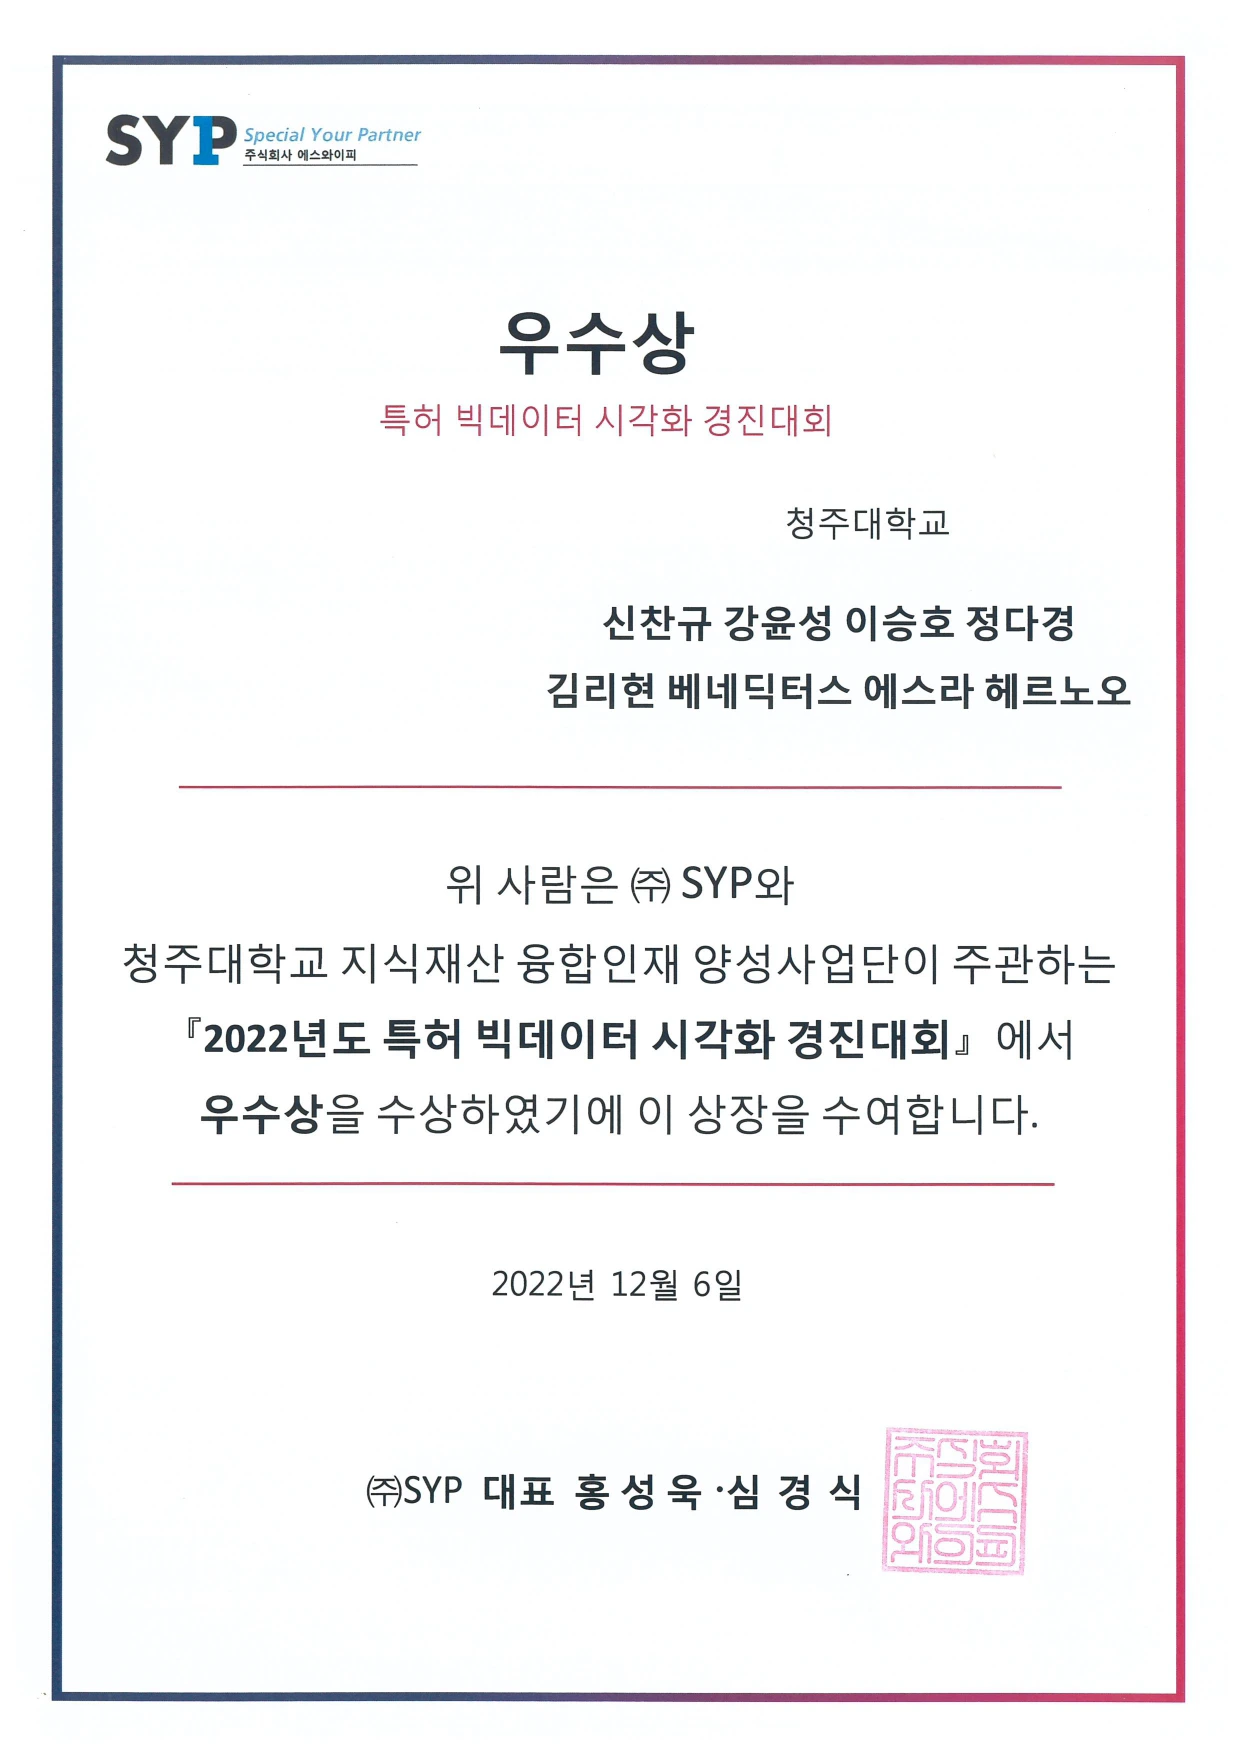 SYP Special Your Partner
주식회사 에스와이피
우수상
특허 빅데이터 시각화 경진대회
청주대학교
신찬규 강윤성 이승호 정다경
김리현 베네딕터스 에스라 헤르노오
위 사람은 ㈜ SYP와
청주대학교 지식재산 융합인재 양성사업단이 주관하는
『2022년도 특허 빅데이터 시각화 경진대회』에서
우수상을 수상하였기에 이 상장을 수여합니다.
2022년 12월 6일
㈜SYP 대표 홍 성 욱 ·심 경 식